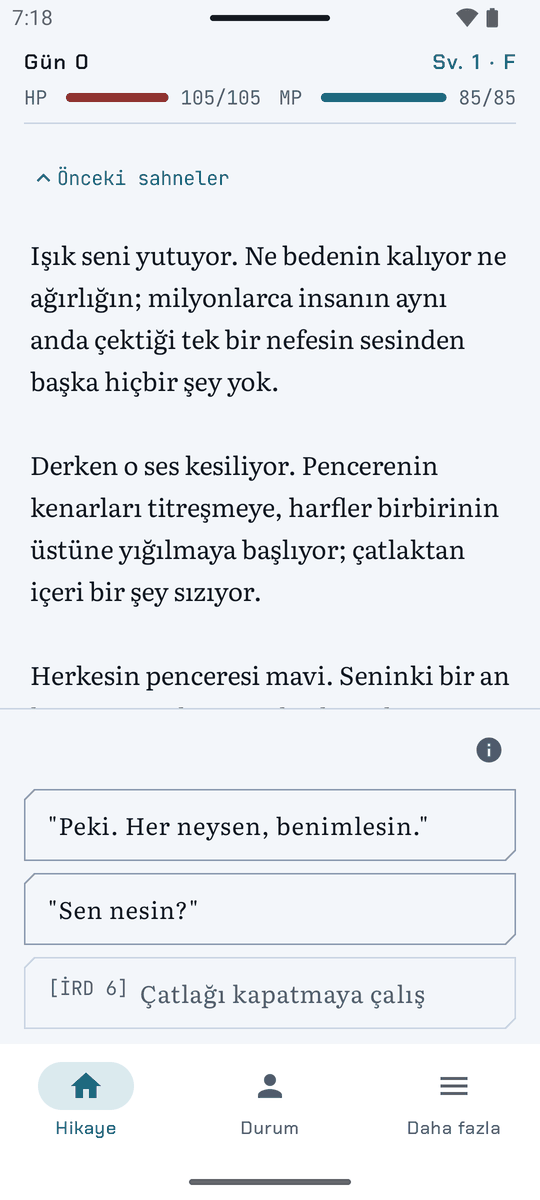 7:18
Gün 0
Sv. 1 · F
HP 105/105 MP 85/85
Önceki sahneler
Işık seni yutuyor. Ne bedenin kalıyor ne
ağırlığın; milyonlarca insanın aynı
anda çektiği tek bir nefesin sesinden
başka hiçbir şey yok.
Derken o ses kesiliyor. Pencerenin
kenarları titreşmeye, harfler birbirinin
üstüne yığılmaya başlıyor; çatlaktan
içeri bir şey sızıyor.
Herkesin penceresi mavi. Seninki bir an
"Peki. Her neysen, benimlesin."
"Sen nesin?"
[İRD 6] Çatlağı kapatmaya çalış
Hikaye
Durum
Daha fazla